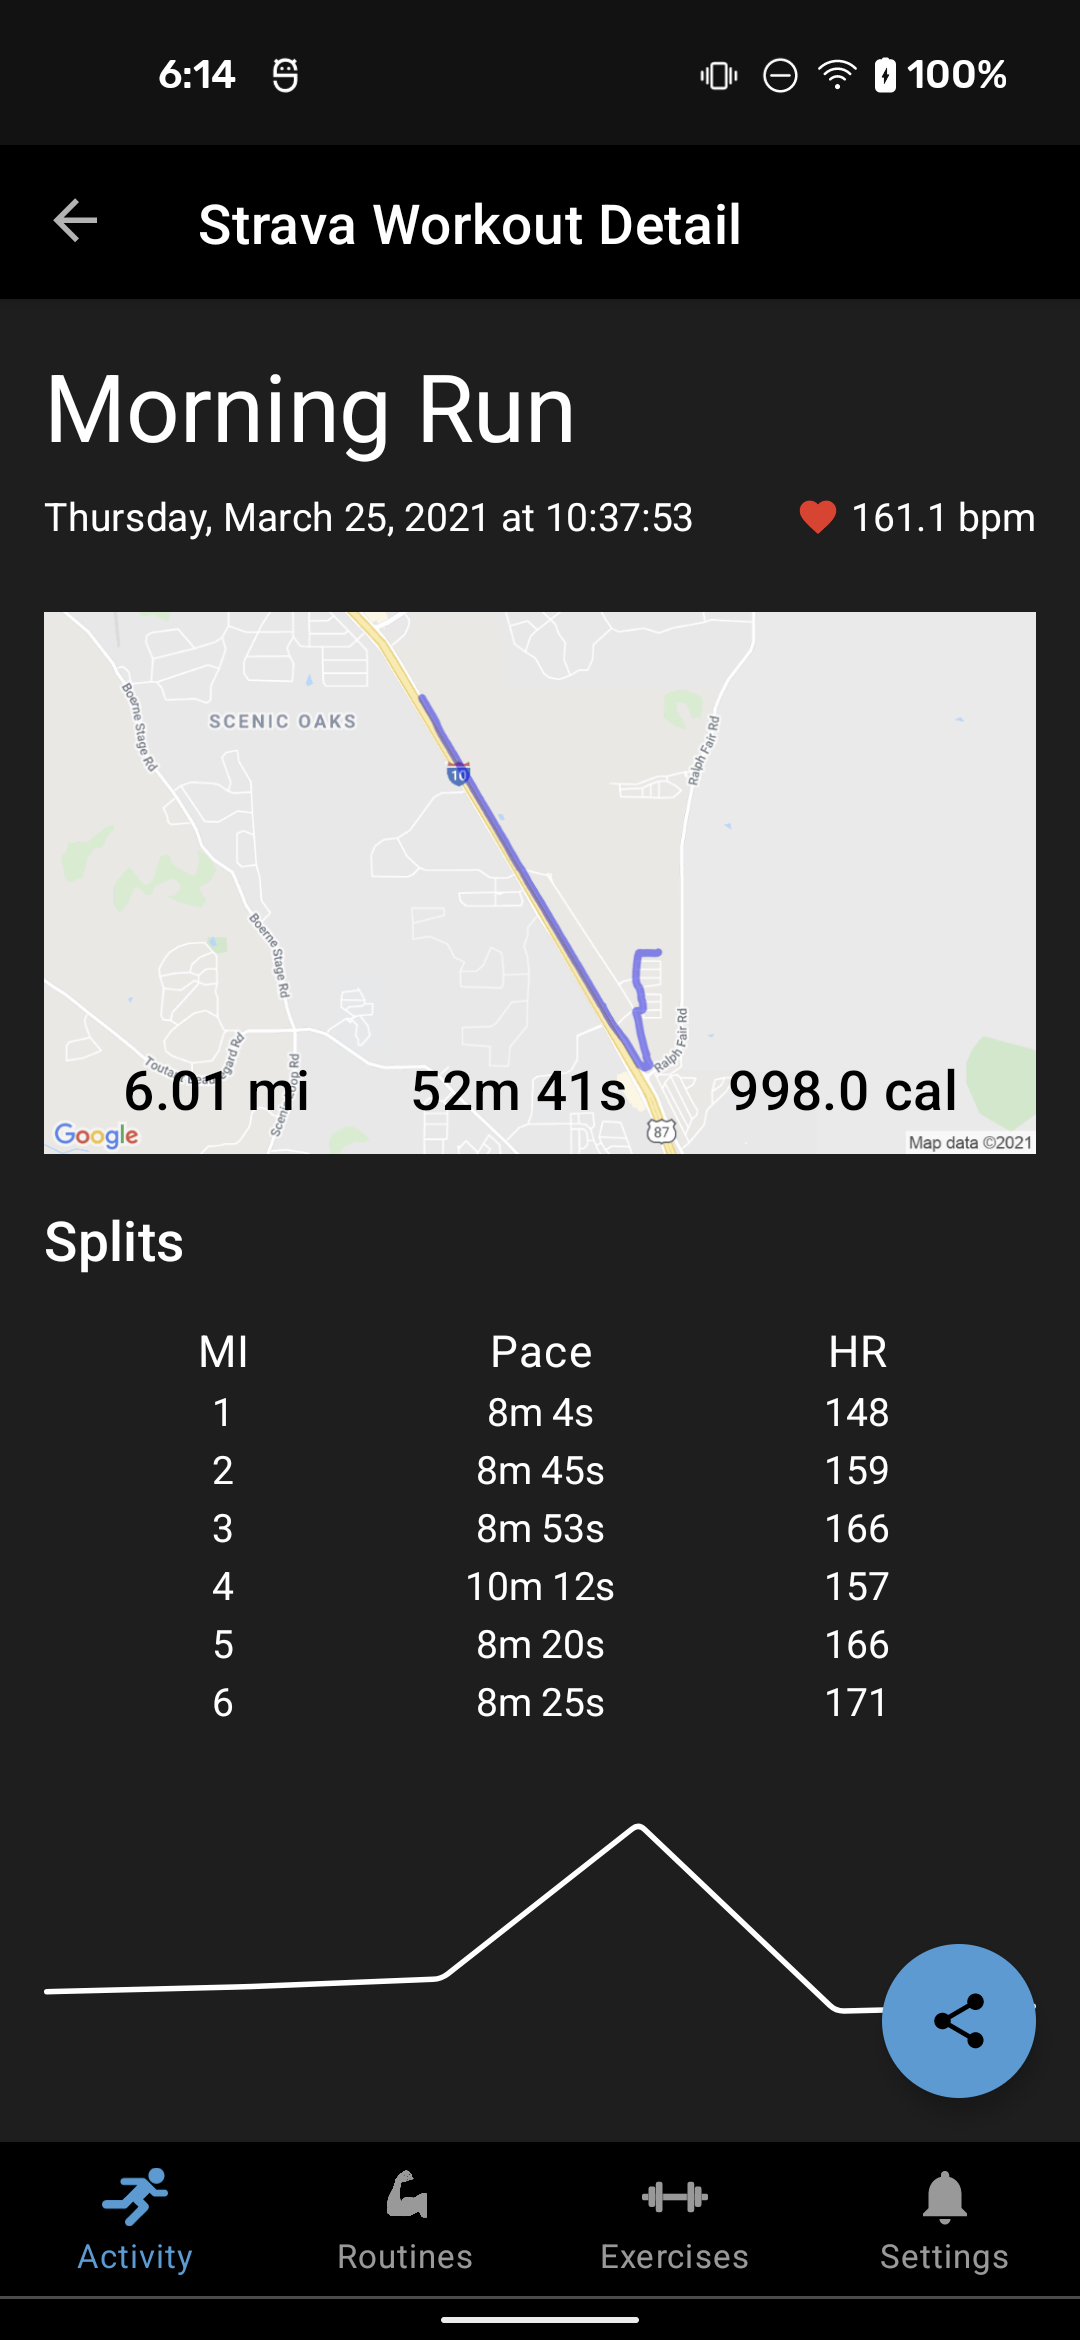 6:14 100%
Strava Workout Detail
Morning Run
Thursday, March 25, 2021 at 10:37:53 161.1 bpm
Boerne Stage Rd
SCENIC OAKS
Ralph Fair Rd
10
Boerne Stage Rd
Ralph Fair Rd
6.01 mi 52m 41s 998.0 cal
87
Google Map data ©2021
Splits
MI Pace HR
1 8m 4s 148
2 8m 45s 159
3 8m 53s 166
4 10m 12s 157
5 8m 20s 166
6 8m 25s 171
Activity Routines Exercises Settings